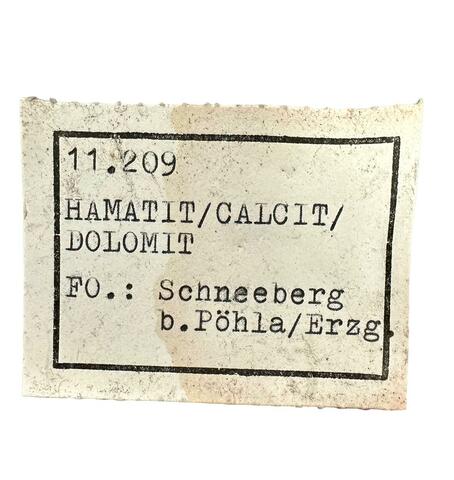 11.209
HAMATIT/CALCIT/
DOLOMIT
FO.: Schneeberg
b.Pöhla/Erzg.